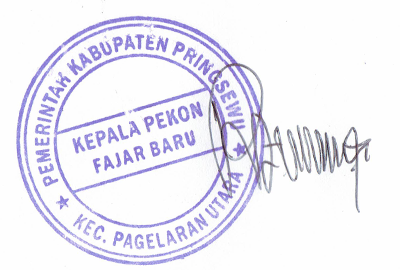 PEMERINTAH KABUPATEN PRINGSEWU
KEPALA PEKON
FAJAR BARU
KEC. PAGELARAN UTARA